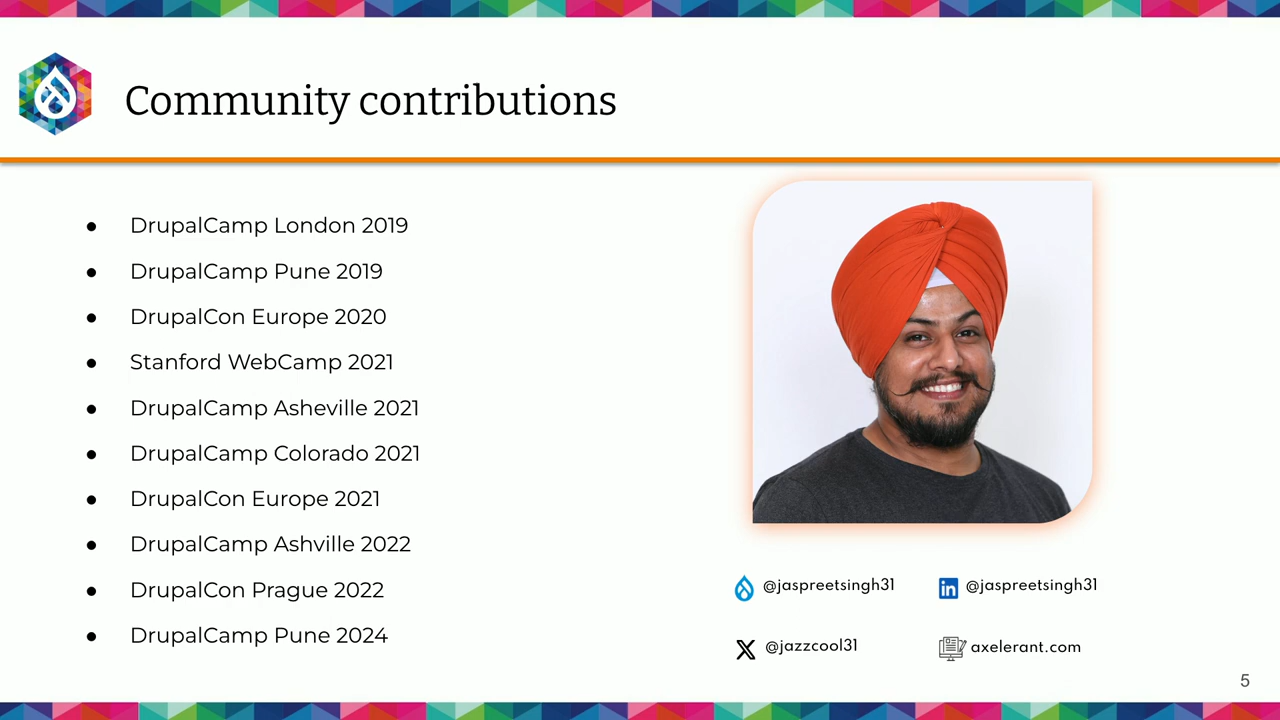 Community contributions
● DrupalCamp London 2019
● DrupalCamp Pune 2019
● DrupalCon Europe 2020
● Stanford WebCamp 2021
● DrupalCamp Asheville 2021
● DrupalCamp Colorado 2021
● DrupalCon Europe 2021
● DrupalCamp Ashville 2022
● DrupalCon Prague 2022
● DrupalCamp Pune 2024
@jaspreetsingh31
in @jaspreetsingh31
@jazzcool31
axelerant.com
5